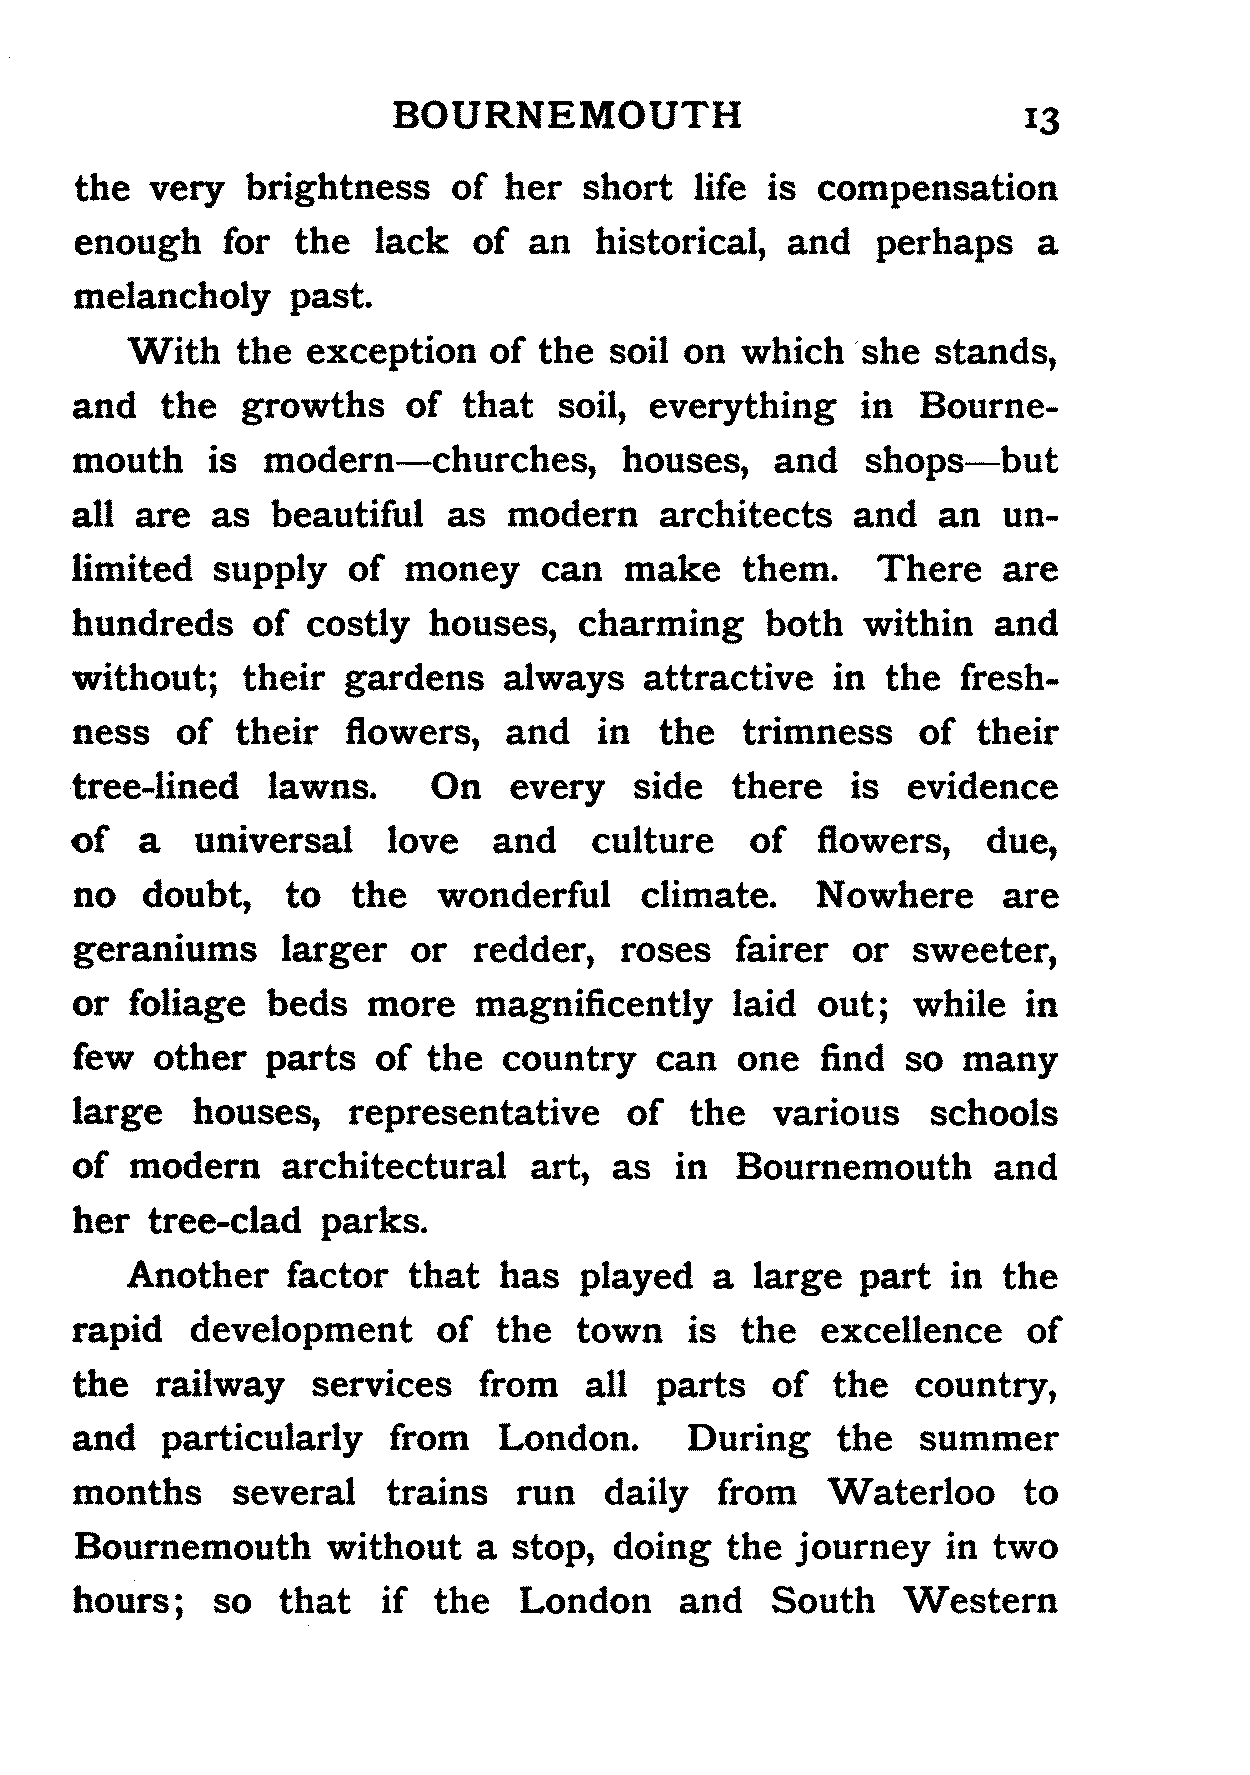 BOURNEMOUTH 13
the very brightness of her short life is compensation
enough for the lack of an historical, and perhaps a
melancholy past.
With the exception of the soil on which she stands,
and the growths of that soil, everything in Bourne-
mouth is modern—churches, houses, and shops—but
all are as beautiful as modern architects and an un-
limited supply of money can make them. There are
hundreds of costly houses, charming both within and
without; their gardens always attractive in the fresh-
ness of their flowers, and in the trimness of their
tree-lined lawns. On every side there is evidence
of a universal love and culture of flowers, due,
no doubt, to the wonderful climate. Nowhere are
geraniums larger or redder, roses fairer or sweeter,
or foliage beds more magnificently laid out; while in
few other parts of the country can one find so many
large houses, representative of the various schools
of modern architectural art, as in Bournemouth and
her tree-clad parks.
Another factor that has played a large part in the
rapid development of the town is the excellence of
the railway services from all parts of the country,
and particularly from London. During the summer
months several trains run daily from Waterloo to
Bournemouth without a stop, doing the journey in two
hours; so that if the London and South Western